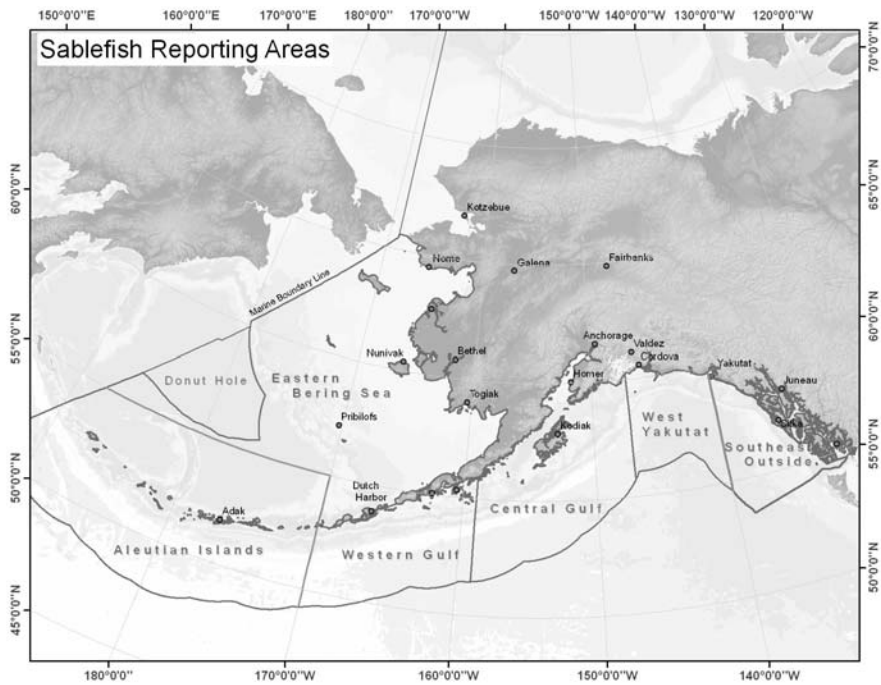 150°0'0"W 160°0'0"W 170°0'0"W 180°0'0" 170°0'0"W 150°0'0"W 140°0'0"W 130°0'0"W 120°0'0"W
Sablefish Reporting Areas
70°0'0"N
60°0'0"N
65°0'0"N
Kotzebue
Nome
Galena
Fairbanks
Marine Boundary Line
60°0'0"N
55°0'0"N
Anchorage
Valdez
Cordova
Nunivak
Bethel
Homer
Yakutat
Juneau
Donut Hole
Eastern
Bering Sea
Togiak
Pribilofs
Kodiak
West
Yakutat
Sitka
Southeast
Outside
55°0'0"N
50°0'0"N
Dutch
Harbor
Adak
Central Gulf
Aleutian Islands
Western Gulf
50°0'0"N
45°0'0"N
180°0'0" 170°0'0"W 160°0'0"W 150°0'0"W 140°0'0"W